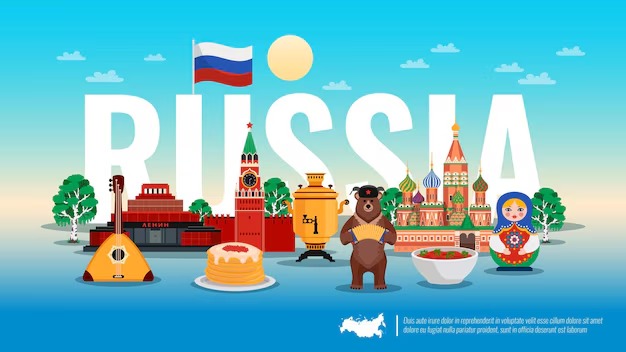 RUSSIA
ЛЕНИН
Duis aute irure dolor in reprehenderit in voluptate velit esse cillum dolore sit amet
dolore eu fugiat nulla pariatur proident, sunt in officia deserunt est laborum